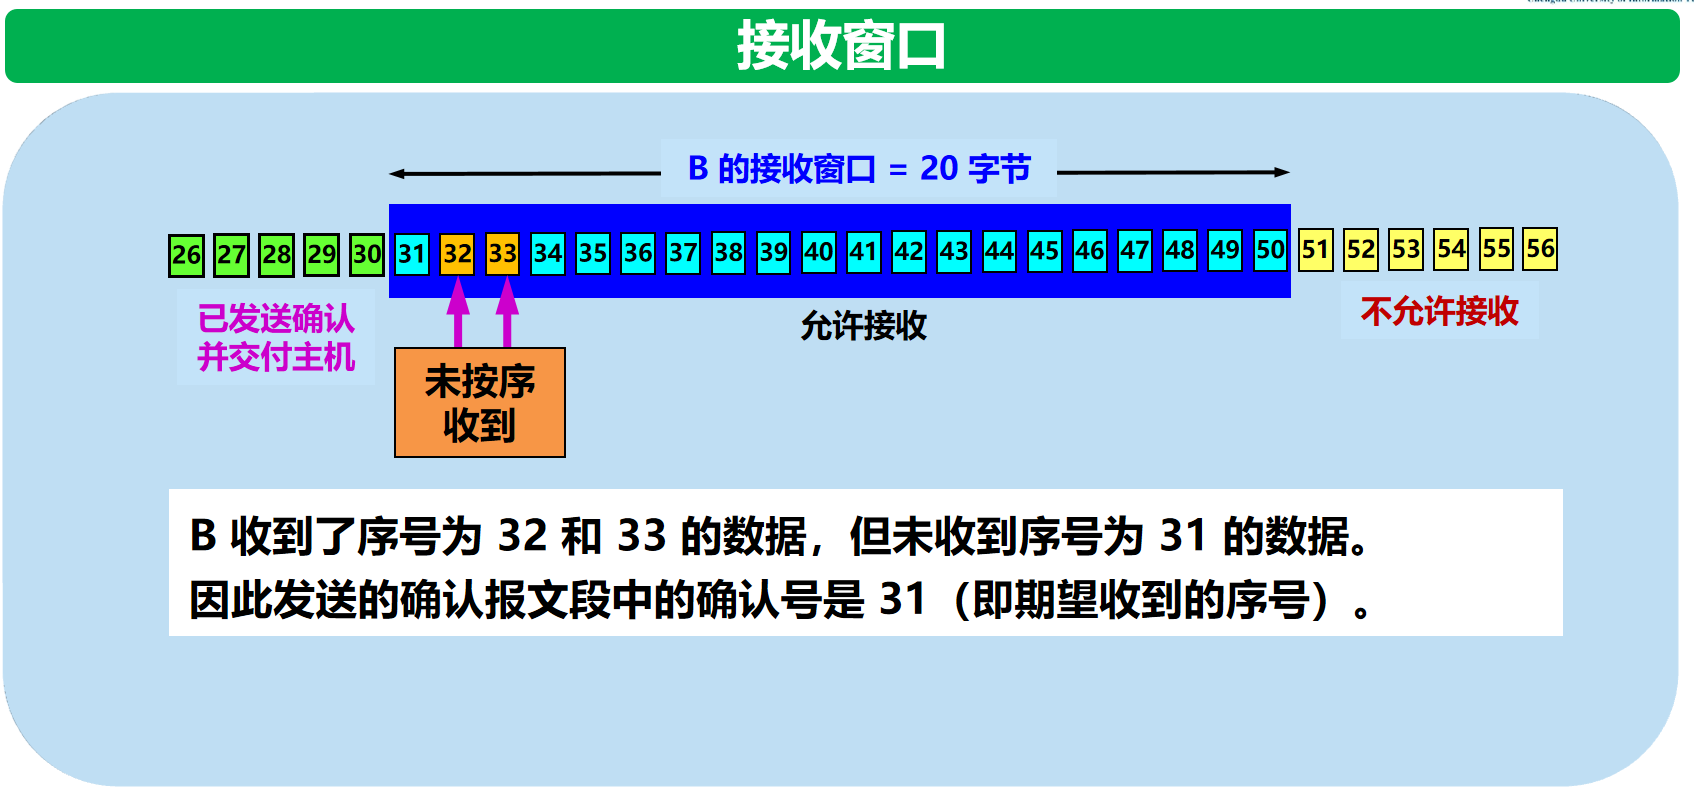 接收窗口
B 的接收窗口 = 20 字节
26 27 28 29 30 31 32 33 34 35 36 37 38 39 40 41 42 43 44 45 46 47 48 49 50 51 52 53 54 55 56
已发送确认
并交付主机
允许接收
不允许接收
未按序
收到
B 收到了序号为 32 和 33 的数据，但未收到序号为 31 的数据。
因此发送的确认报文段中的确认号是 31（即期望收到的序号）。